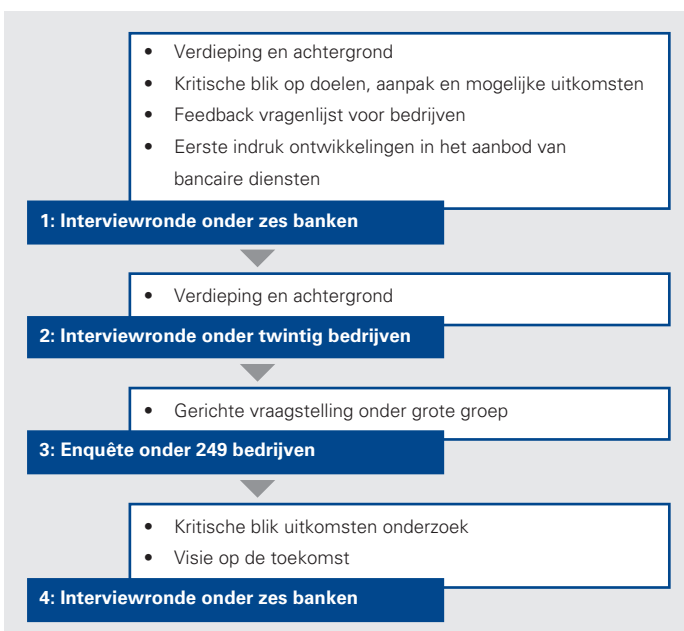 • Verdieping en achtergrond
• Kritische blik op doelen, aanpak en mogelijke uitkomsten
• Feedback vragenlijst voor bedrijven
• Eerste indruk ontwikkelingen in het aanbod van
bancaire diensten
1: Interviewronde onder zes banken
• Verdieping en achtergrond
2: Interviewronde onder twintig bedrijven
• Gerichte vraagstelling onder grote groep
3: Enquête onder 249 bedrijven
• Kritische blik uitkomsten onderzoek
• Visie op de toekomst
4: Interviewronde onder zes banken